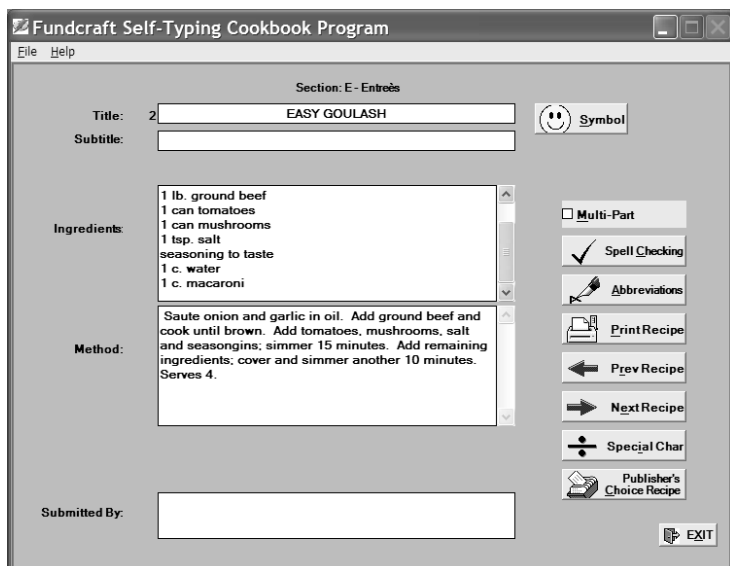 Fundcraft Self-Typing Cookbook Program
File Help
Section: E - Entreès
Title: 2 EASY GOULASH
Symbol
Subtitle:
Ingredients:
1 lb. ground beef
1 can tomatoes
1 can mushrooms
1 tsp. salt
seasoning to taste
1 c. water
1 c. macaroni
Multi-Part
Spell Checking
Abbreviations
Method:
Saute onion and garlic in oil. Add ground beef and
cook until brown. Add tomatoes, mushrooms, salt
and seasongins; simmer 15 minutes. Add remaining
ingredients; cover and simmer another 10 minutes.
Serves 4.
Print Recipe
Prev Recipe
Next Recipe
Special Char
Publisher's
Choice Recipe
Submitted By:
EXIT